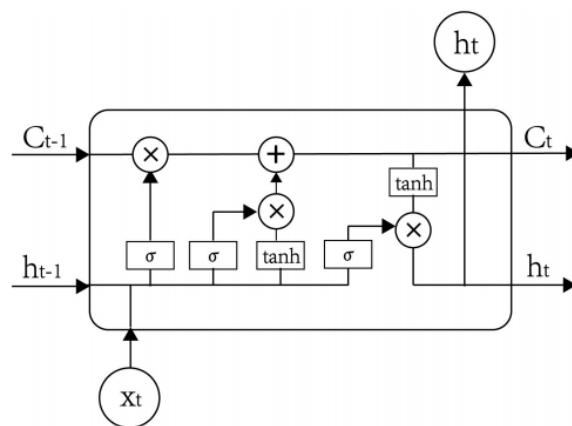 ht
Ct-1
×
+
Ct
tanh
×
×
σ
σ
tanh
σ
ht-1
ht
xt